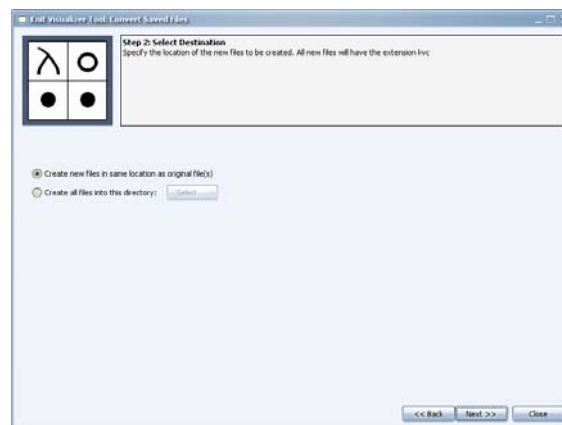 Knit Visualizer Tool: Convert Saved Files
Step 2: Select Destination
Specify the location of the new files to be created. All new files will have the extension kvc
Create new files in same location as original file(s)
Create all files into this directory: Select ...
<< Back Next >> Close